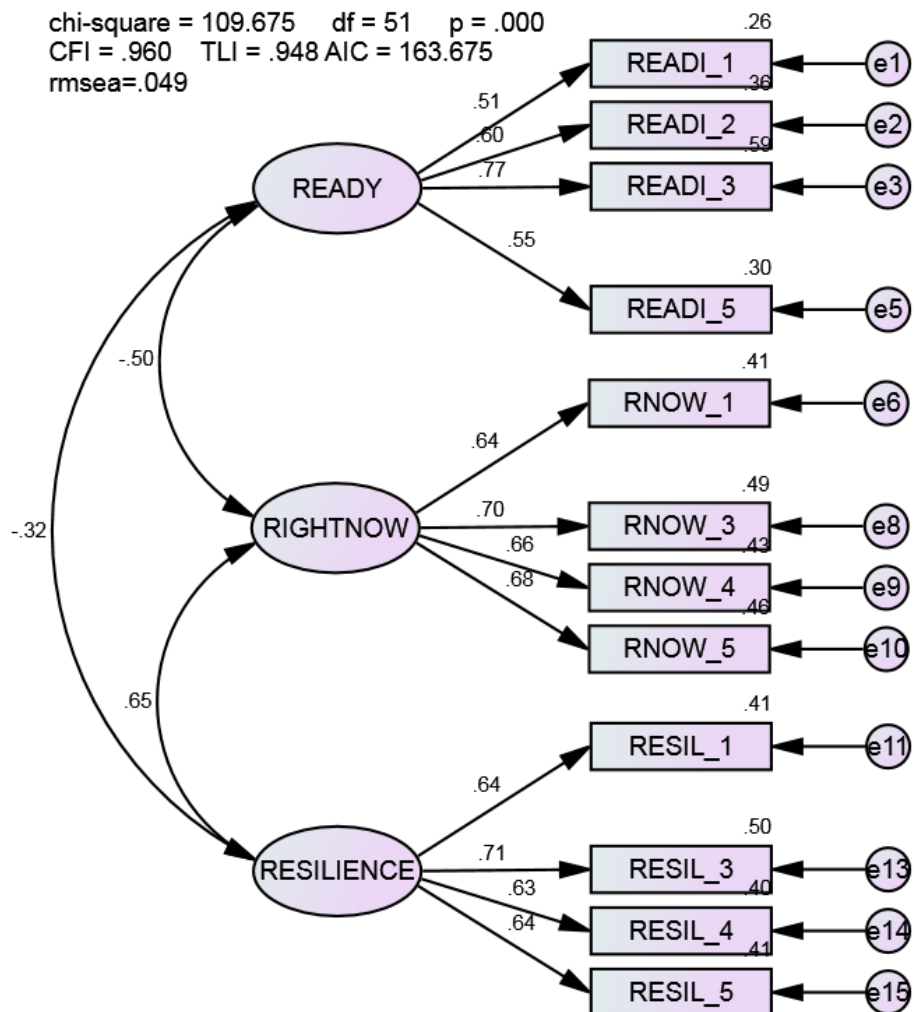 chi-square = 109.675 df = 51 p = .000
CFI = .960 TLI = .948 AIC = 163.675
rmsea=.049
.26
READI_1
e1
.51
.36
READI_2
e2
.60
.59
READI_3
e3
.77
READY
.55
.30
READI_5
e5
-.50
.41
RNOW_1
e6
.64
.49
RNOW_3
e8
.70
RIGHTNOW
-.32
.66
.43
RNOW_4
e9
.68
.46
RNOW_5
e10
.65
.41
RESIL_1
e11
.64
.50
RESIL_3
e13
.71
RESILIENCE
.63
.40
RESIL_4
e14
.64
.41
RESIL_5
e15